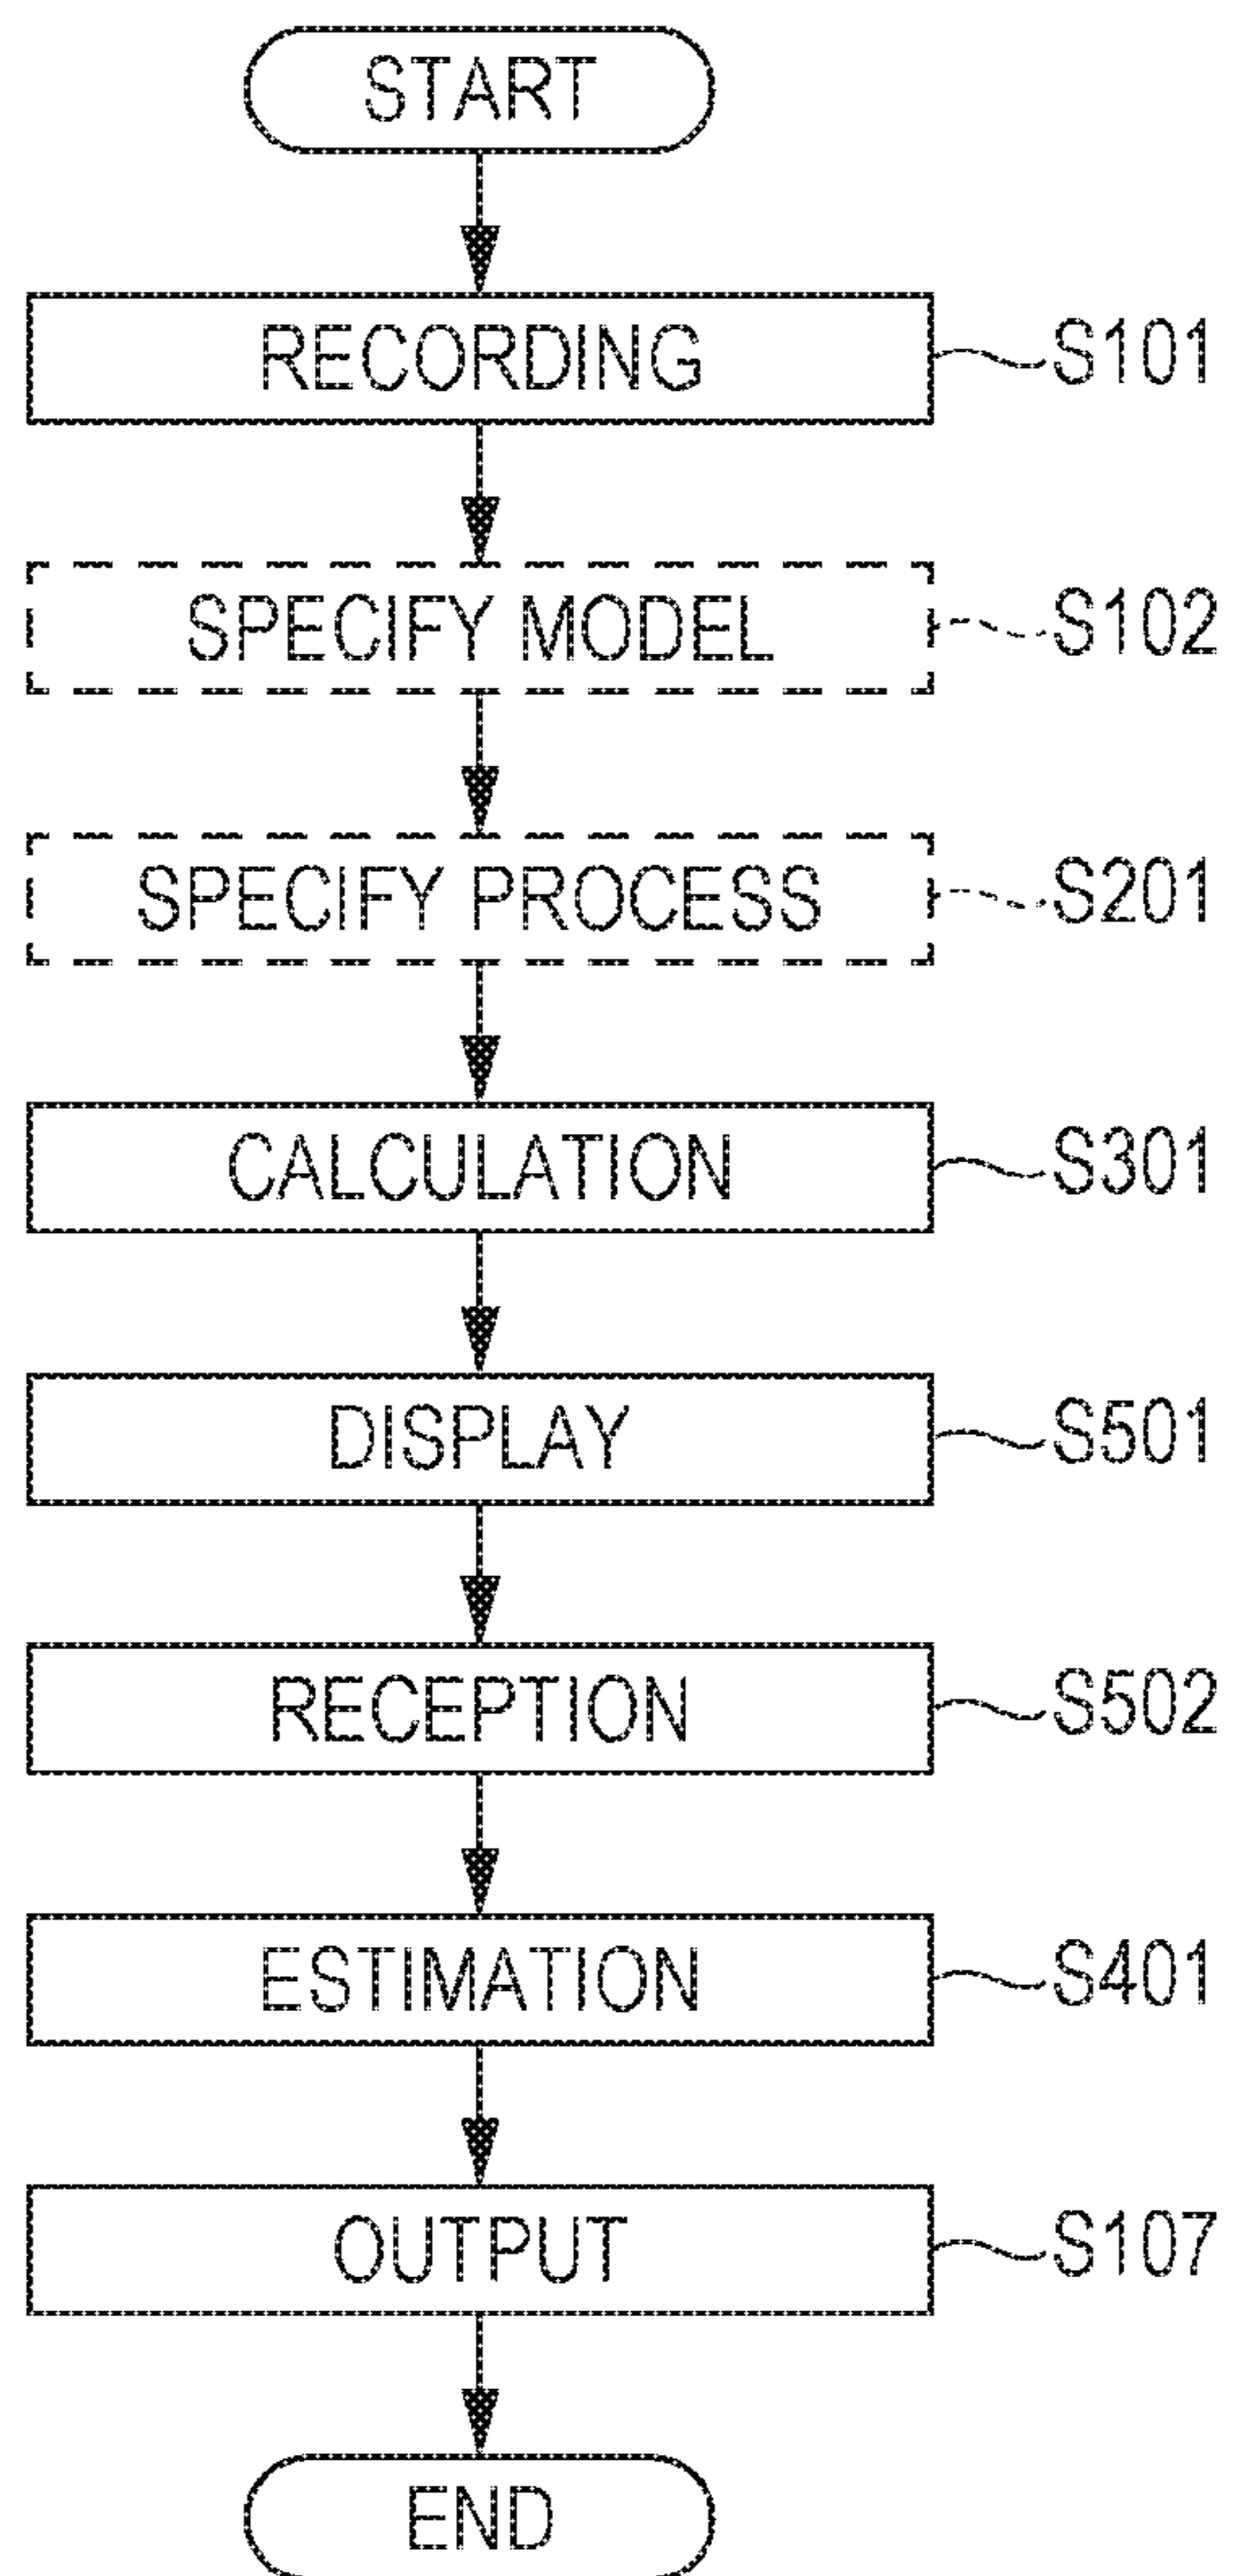 START
RECORDING S101
SPECIFY MODEL S102
SPECIFY PROCESS S201
CALCULATION S301
DISPLAY S501
RECEPTION S502
ESTIMATION S401
OUTPUT S107
END